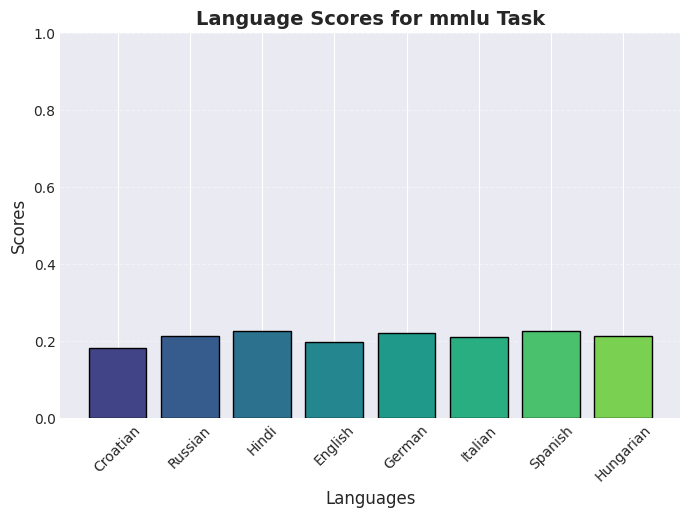 Language Scores for mmlu Task
1.0
0.8
0.6
0.4
0.2
0.0
Scores
Croatian
Russian
Hindi
English
German
Italian
Spanish
Hungarian
Languages